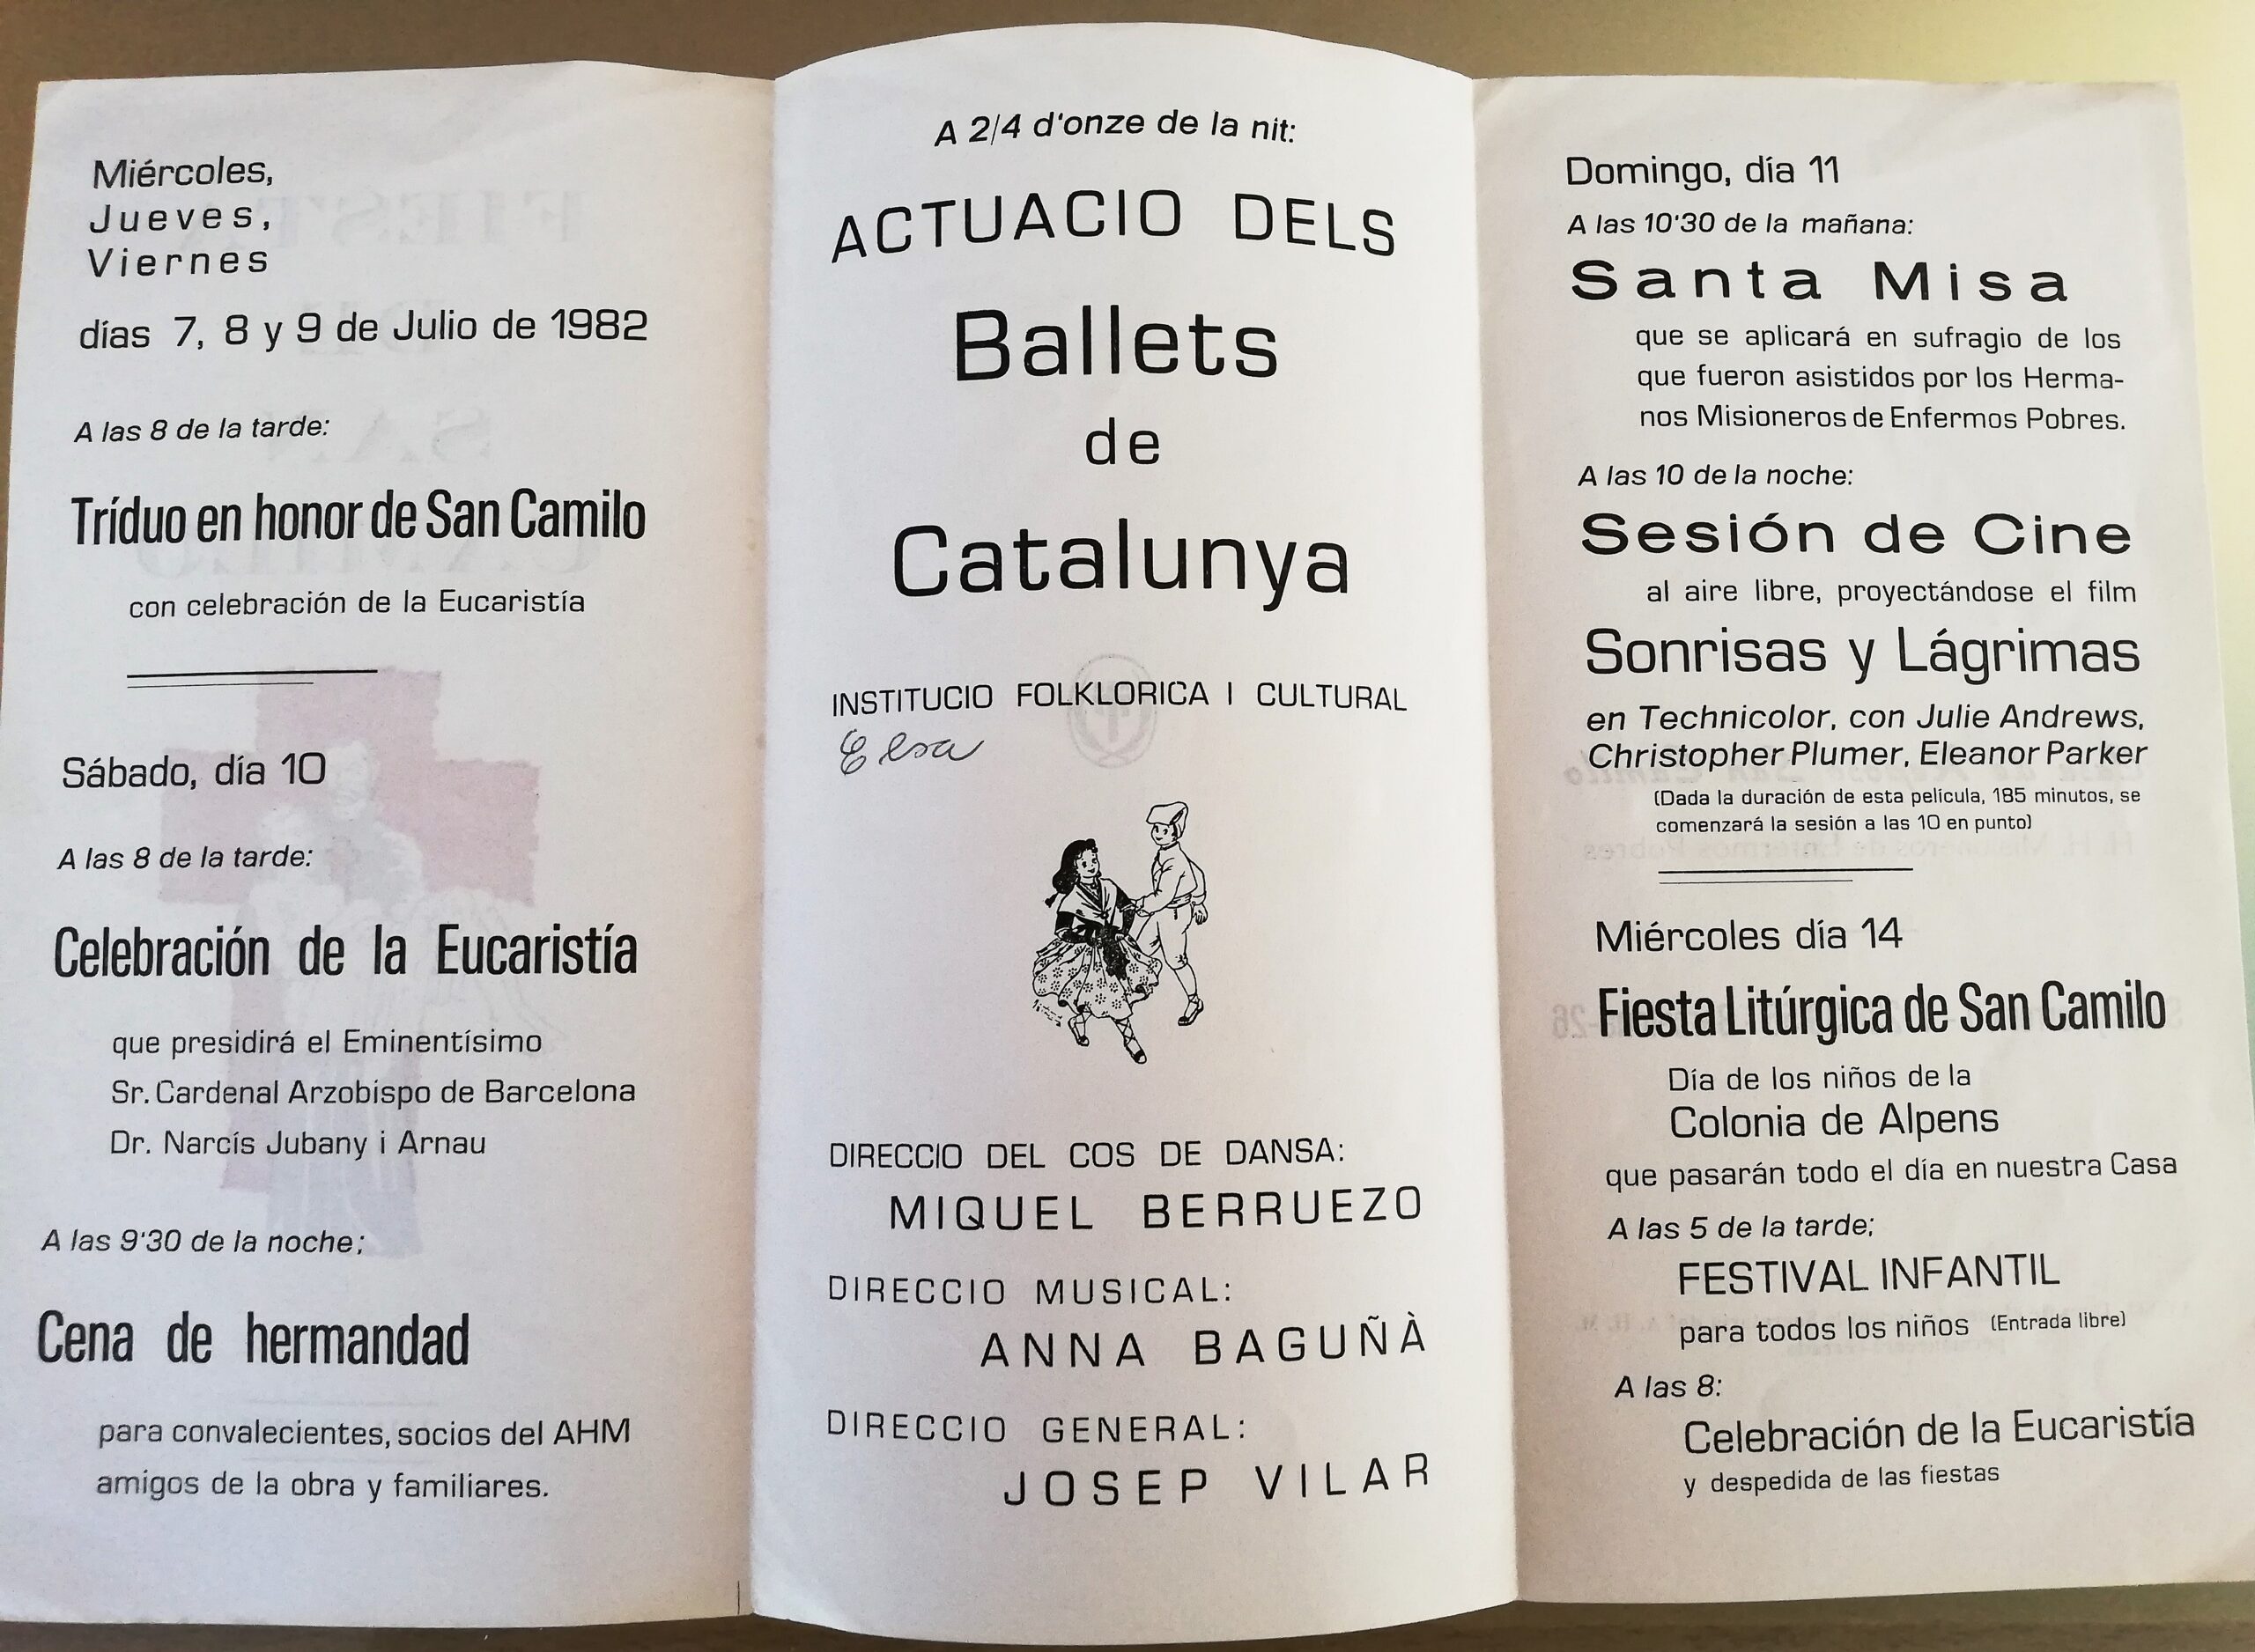 Miércoles,
Jueves,
Viernes
días 7, 8 y 9 de Julio de 1982
A las 8 de la tarde:
Tríduo en honor de San Camilo
con celebración de la Eucaristía
Sábado, día 10
A las 8 de la tarde:
Celebración de la Eucaristía
que presidirá el Eminentísimo
Sr. Cardenal Arzobispo de Barcelona
Dr. Narcís Jubany i Arnau
A las 9'30 de la noche;
Cena de hermandad
para convalecientes, socios del AHM
amigos de la obra y familiares.
A 2/4 d'onze de la nit:
ACTUACIO DELS
Ballets
de
Catalunya
INSTITUCIO FOLKLORICA I CULTURAL
Elsa
DIRECCIO DEL COS DE DANSA:
MIQUEL BERRUEZO
DIRECCIO MUSICAL:
ANNA BAGUÑÀ
DIRECCIO GENERAL:
JOSEP VILAR
Domingo, día 11
A las 10'30 de la mañana:
Santa Misa
que se aplicará en sufragio de los
que fueron asistidos por los Herma-
nos Misioneros de Enfermos Pobres.
A las 10 de la noche:
Sesión de Cine
al aire libre, proyectándose el film
Sonrisas y Lágrimas
en Technicolor, con Julie Andrews,
Christopher Plumer, Eleanor Parker
(Dada la duración de esta película, 185 minutos, se
comenzará la sesión a las 10 en punto)
Miércoles día 14
Fiesta Litúrgica de San Camilo
Día de los niños de la
Colonia de Alpens
que pasarán todo el día en nuestra Casa
A las 5 de la tarde;
FESTIVAL INFANTIL
para todos los niños (Entrada libre)
A las 8:
Celebración de la Eucaristía
y despedida de las fiestas